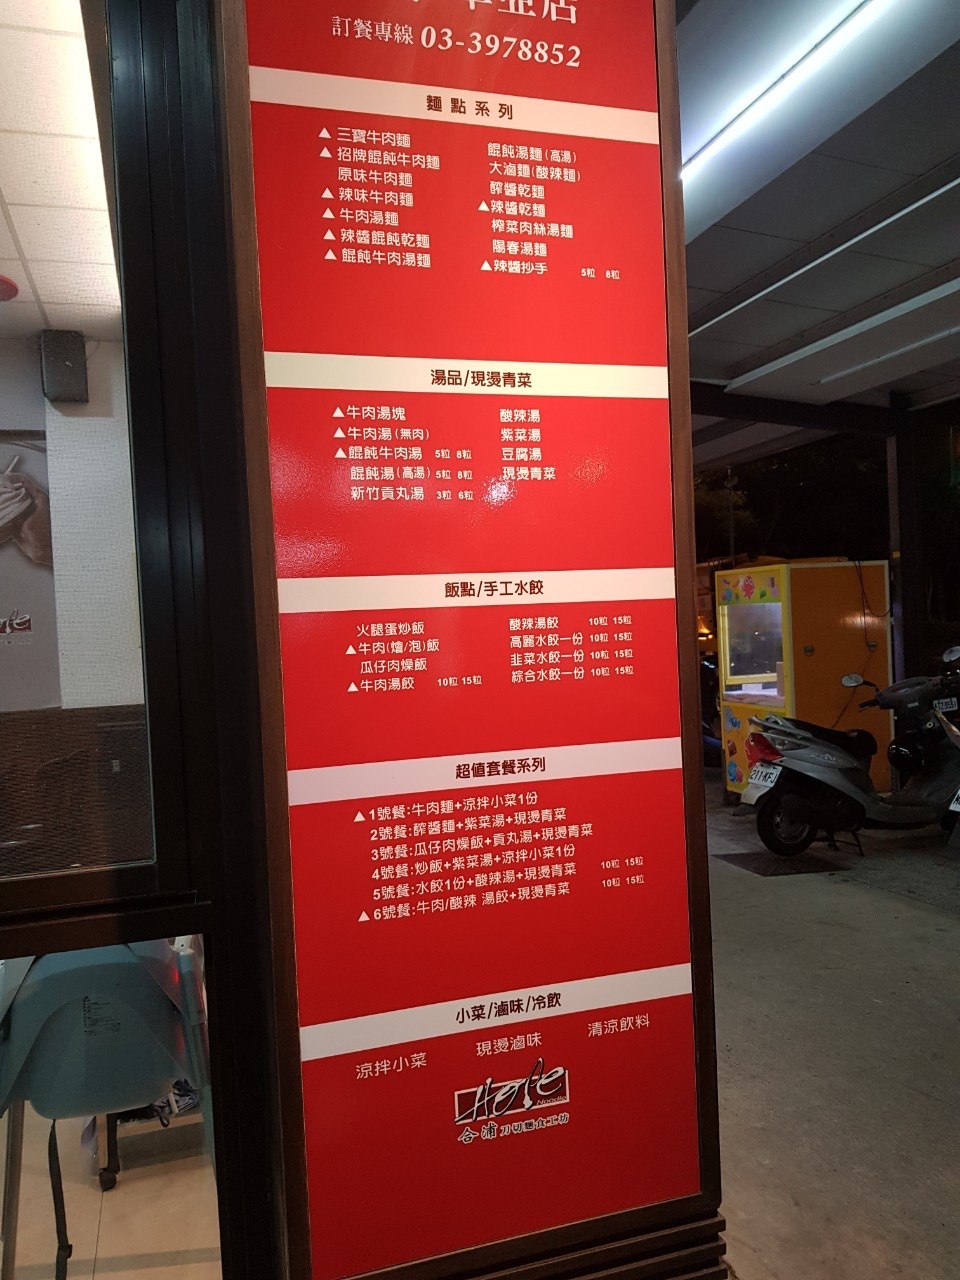 訂餐專線 03-3978852
麵點系列
▲三寶牛肉麵
▲招牌餛飩牛肉麵
原味牛肉麵
▲辣味牛肉麵
▲牛肉湯麵
▲辣醬餛飩乾麵
▲餛飩牛肉湯麵
餛飩湯麵(高湯)
大滷麵(酸辣麵)
醡醬乾麵
▲辣醬乾麵
榨菜肉絲湯麵
陽春湯麵
▲辣醬抄手 5粒 8粒
湯品/現燙青菜
▲牛肉湯塊
▲牛肉湯(無肉)
▲餛飩牛肉湯 5粒 8粒
餛飩湯(高湯) 5粒 8粒
新竹貢丸湯 3粒 6粒
酸辣湯
紫菜湯
豆腐湯
現燙青菜
飯點/手工水餃
火腿蛋炒飯
▲牛肉(燴/泡)飯
瓜仔肉燥飯
▲牛肉湯餃 10粒 15粒
酸辣湯餃 10粒 15粒
高麗水餃一份 10粒 15粒
韭菜水餃一份 10粒 15粒
綜合水餃一份 10粒 15粒
超值套餐系列
▲1號餐:牛肉麵+涼拌小菜1份
2號餐:醡醬麵+紫菜湯+現燙青菜
3號餐:瓜仔肉燥飯+貢丸湯+現燙青菜
4號餐:炒飯+紫菜湯+涼拌小菜1份
5號餐:水餃1份+酸辣湯+現燙青菜 10粒 15粒
▲6號餐:牛肉/酸辣 湯餃+現燙青菜 10粒 15粒
小菜/滷味/冷飲
涼拌小菜 現燙滷味 清涼飲料
Hope
Noodle
合浦刀切麵食工坊
211-KFJ